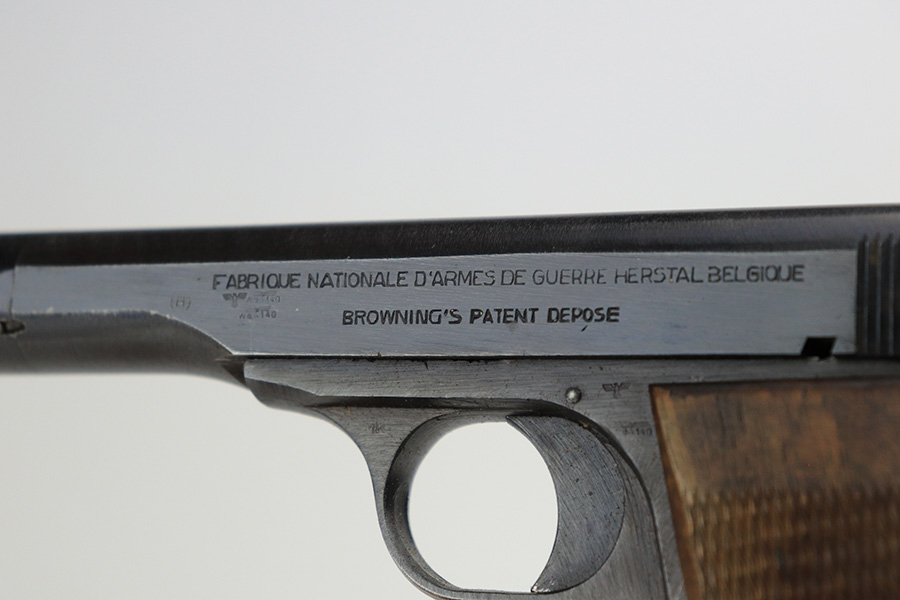 FABRIQUE NATIONALE D'ARMES DE GUERRE HERSTAL BELGIQUE
BROWNING'S PATENT DEPOSE